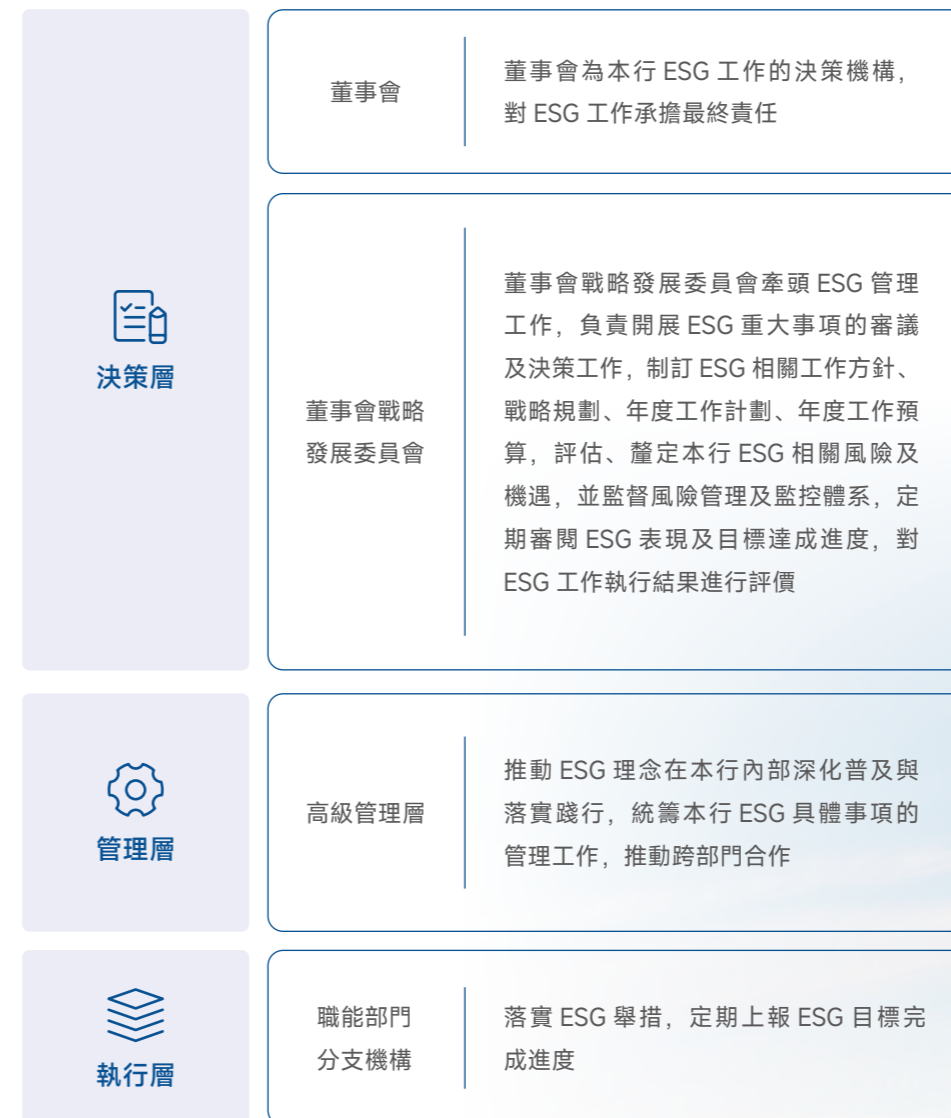 決策層
董事會
董事會為本行 ESG 工作的決策機構，
對 ESG 工作承擔最終責任
董事會戰略
發展委員會
董事會戰略發展委員會牽頭 ESG 管理
工作，負責開展 ESG 重大事項的審議
及決策工作，制訂 ESG 相關工作方針、
戰略規劃、年度工作計劃、年度工作預
算，評估、釐定本行 ESG 相關風險及
機遇，並監督風險管理及監控體系，定
期審閱 ESG 表現及目標達成進度，對
ESG 工作執行結果進行評價
管理層
高級管理層
推動 ESG 理念在本行內部深化普及與
落實踐行，統籌本行 ESG 具體事項的
管理工作，推動跨部門合作
執行層
職能部門
分支機構
落實 ESG 舉措，定期上報 ESG 目標完
成進度